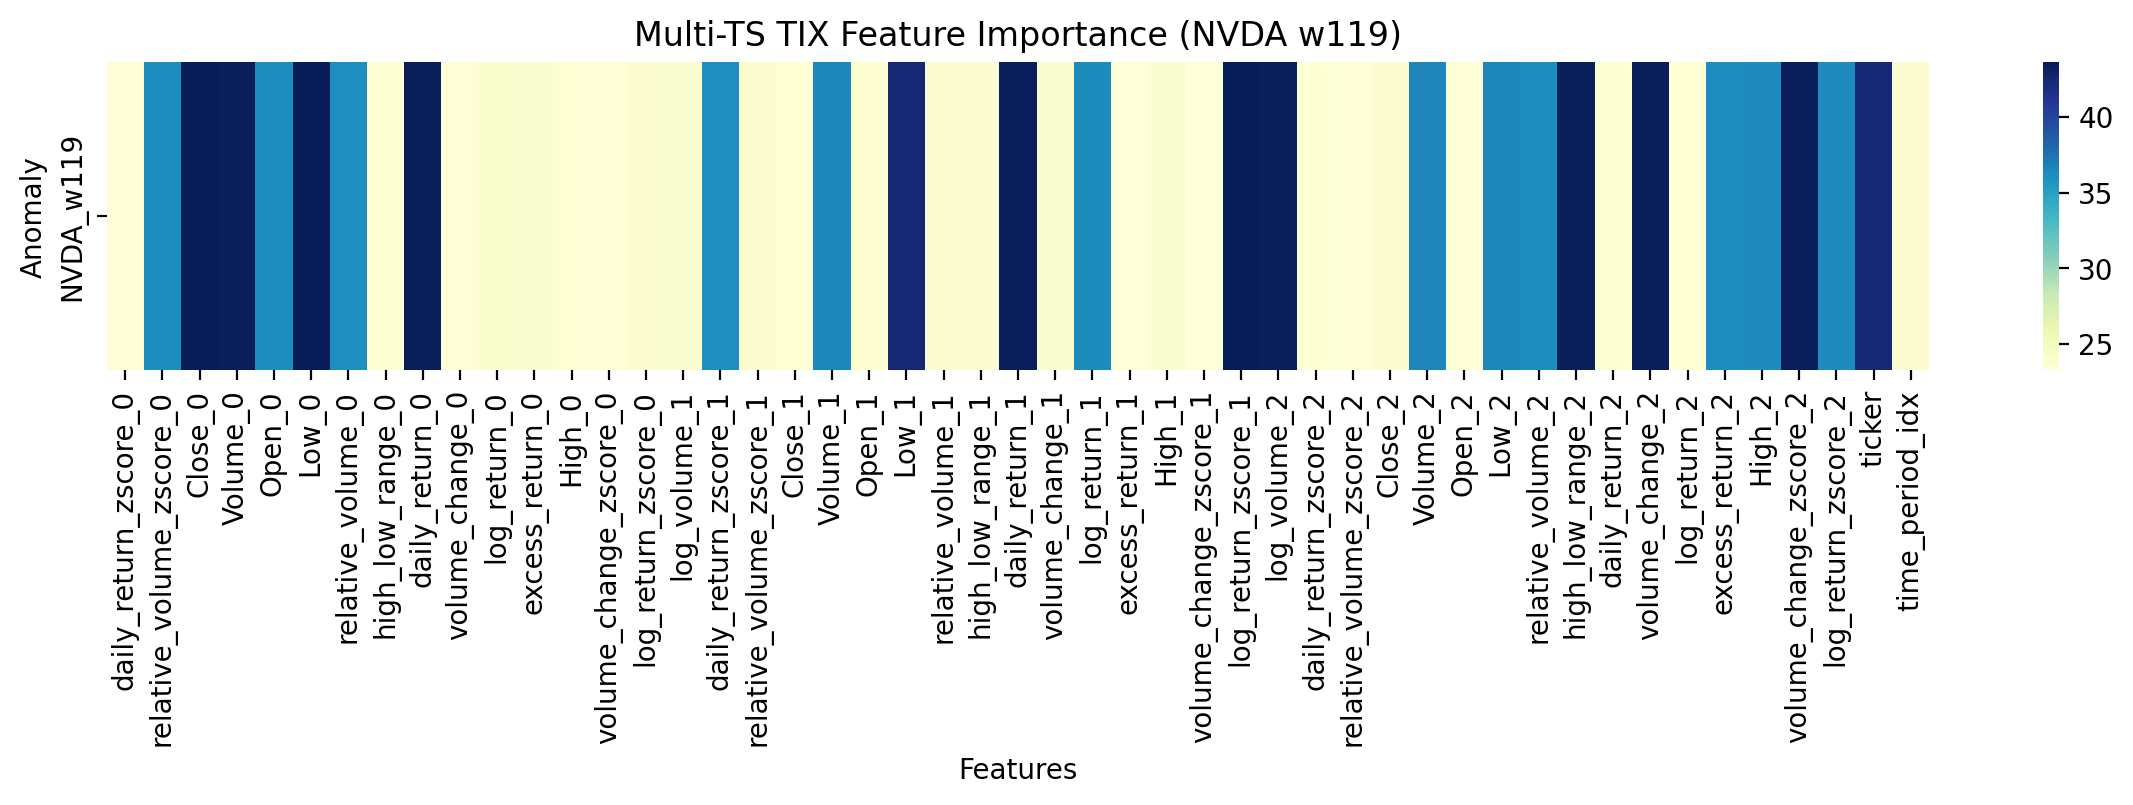 Multi-TS TIX Feature Importance (NVDA w119)
Anomaly
NVDA_w119
40
35
30
25
daily_return_zscore_0
relative_volume_zscore_0
Close_0
Volume_0
Open_0
Low_0
relative_volume_0
high_low_range_0
daily_return_0
volume_change_0
log_return_0
excess_return_0
High_0
volume_change_zscore_0
log_return_zscore_0
log_volume_1
daily_return_zscore_1
relative_volume_zscore_1
Close_1
Volume_1
Open_1
Low_1
relative_volume_1
high_low_range_1
daily_return_1
volume_change_1
log_return_1
excess_return_1
High_1
volume_change_zscore_1
log_return_zscore_1
log_volume_2
daily_return_zscore_2
relative_volume_zscore_2
Close_2
Volume_2
Open_2
Low_2
relative_volume_2
high_low_range_2
daily_return_2
volume_change_2
log_return_2
excess_return_2
High_2
volume_change_zscore_2
log_return_zscore_2
ticker
time_period_idx
Features